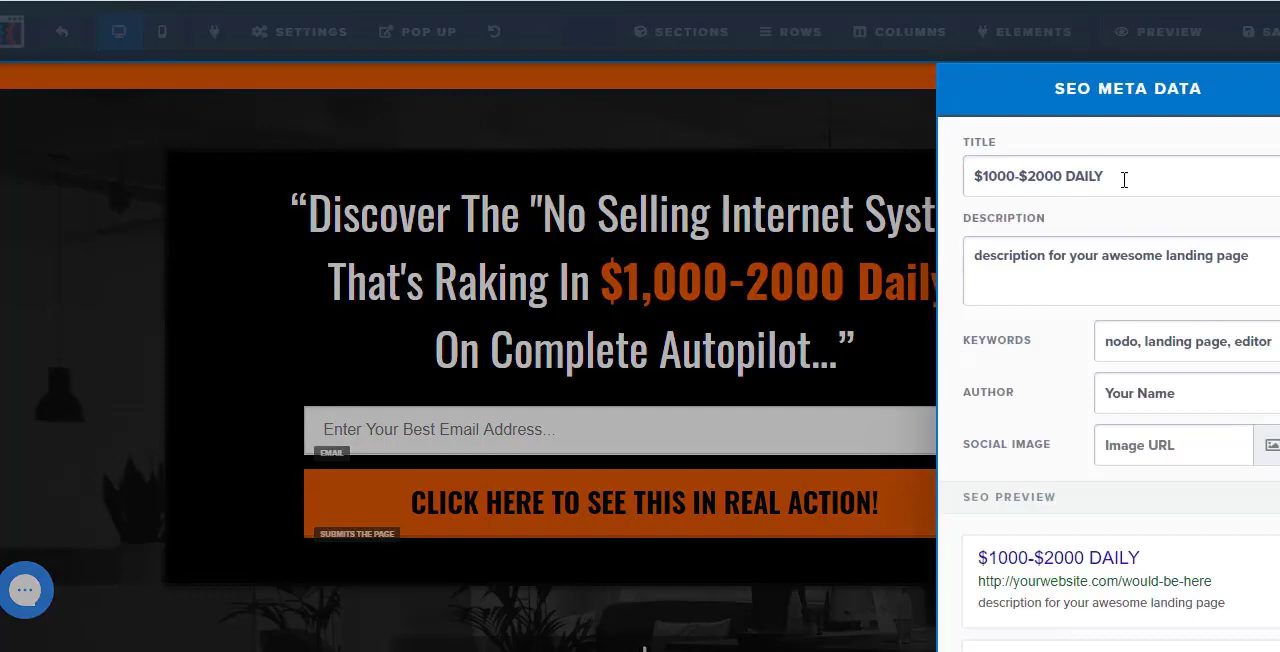 SETTINGS
POP UP
SECTIONS
ROWS
COLUMNS
ELEMENTS
PREVIEW
SEO META DATA
TITLE
$1000-$2000 DAILY
DESCRIPTION
description for your awesome landing page
KEYWORDS
nodo, landing page, editor
AUTHOR
Your Name
SOCIAL IMAGE
Image URL
SEO PREVIEW
$1000-$2000 DAILY
http://yourwebsite.com/would-be-here
description for your awesome landing page
“Discover The "No Selling Internet Syst
That's Raking In $1,000-2000 Daily
On Complete Autopilot...”
Enter Your Best Email Address...
EMAIL
CLICK HERE TO SEE THIS IN REAL ACTION!
SUBMITS THE PAGE